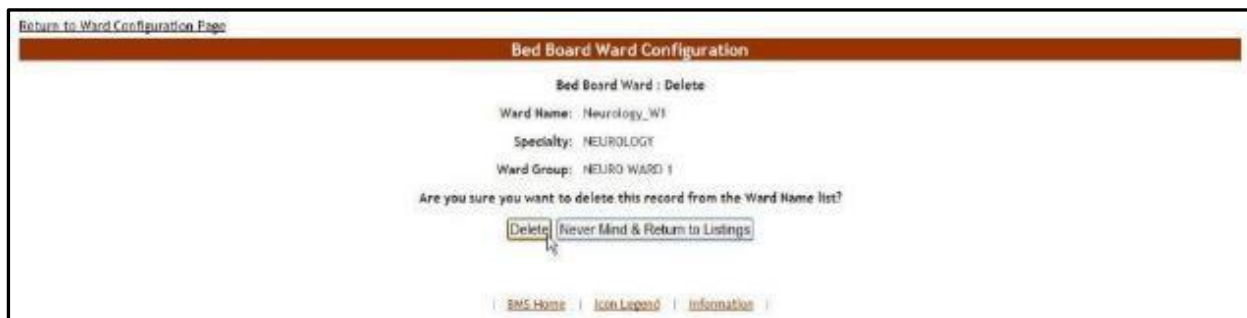 Return to Ward Configuration Page
Bed Board Ward Configuration
Bed Board Ward : Delete
Ward Name: Neurology_W1
Specialty: NEUROLOGY
Ward Group: NEURO WARD 1
Are you sure you want to delete this record from the Ward Name list?
Delete Never Mind & Return to Listings
| BMS Home | Icon Legend | Information |